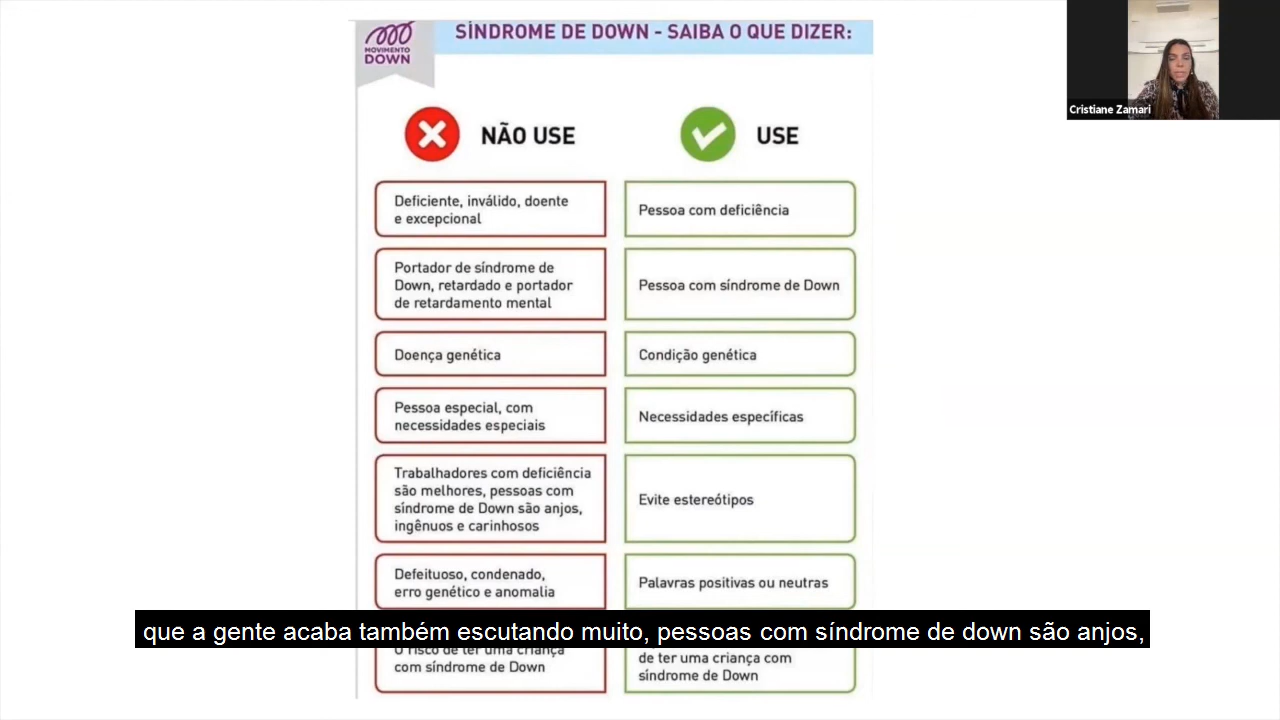 MOVIMENTO
DOWN
SÍNDROME DE DOWN - SAIBA O QUE DIZER:
Cristiane Zamari
NÃO USE
USE
Deficiente, inválido, doente
e excepcional
Pessoa com deficiência
Portador de síndrome de
Down, retardado e portador
de retardamento mental
Pessoa com síndrome de Down
Doença genética
Condição genética
Pessoa especial, com
necessidades especiais
Necessidades específicas
Trabalhadores com deficiência
são melhores, pessoas com
síndrome de Down são anjos,
ingênuos e carinhosos
Evite estereótipos
Defeituoso, condenado,
erro genético e anomalia
Palavras positivas ou neutras
que a gente acaba também escutando muito, pessoas com síndrome de down são anjos,
O risco de ter uma criança
com síndrome de Down
de ter uma criança com
síndrome de Down